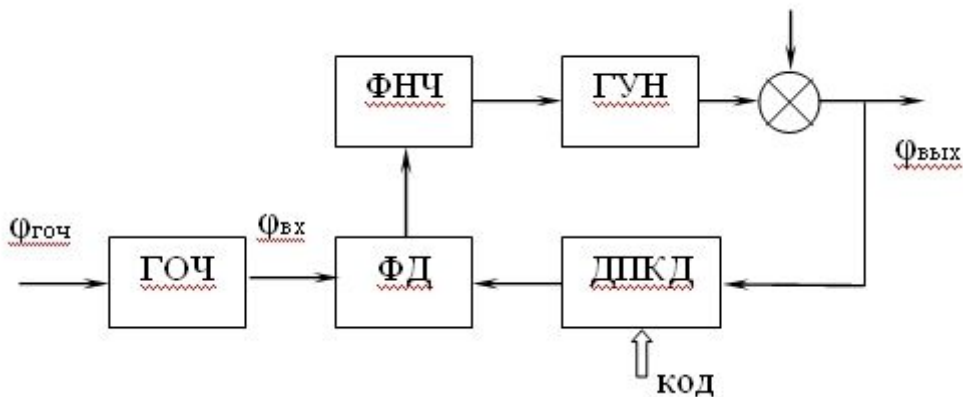 ФНЧ
ГУН
φвых
φгоч
φвх
ГОЧ
ФД
ДПКД
код